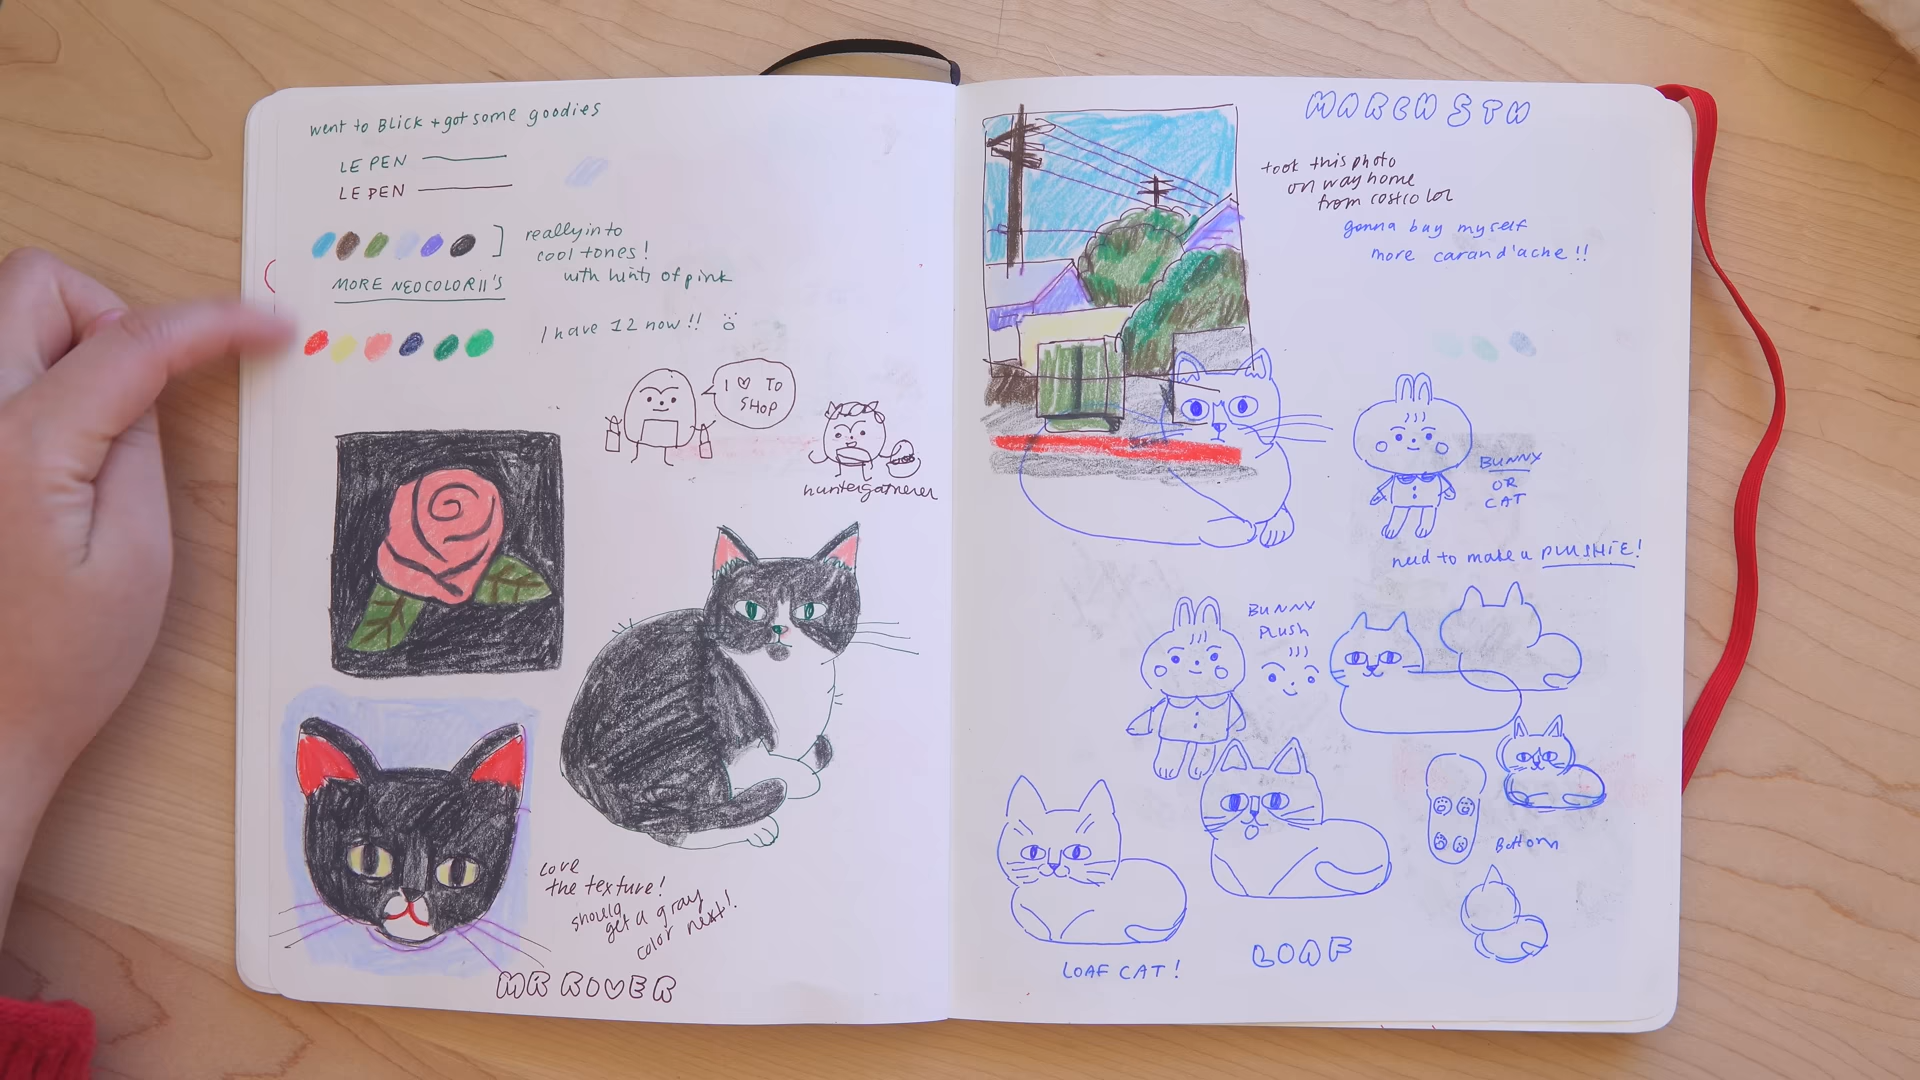 went to BLICK + got some goodies
LE PEN
LE PEN
really into
cool tones!
with hints of pink
MORE NEOCOLOR II'S
I have 12 now!!
I ♡ TO
SHOP
huntergatherer
love
the texture!
should
get a gray
color next!
MR ROVER
MARCH 5TH
took this photo
on way home
from costco lol
gonna buy myself
more carand'ache!!
BUNNY
OR
CAT
need to make a PLUSHIE!
BUNNY
PLUSH
Bottom
LOAF CAT!
LOAF